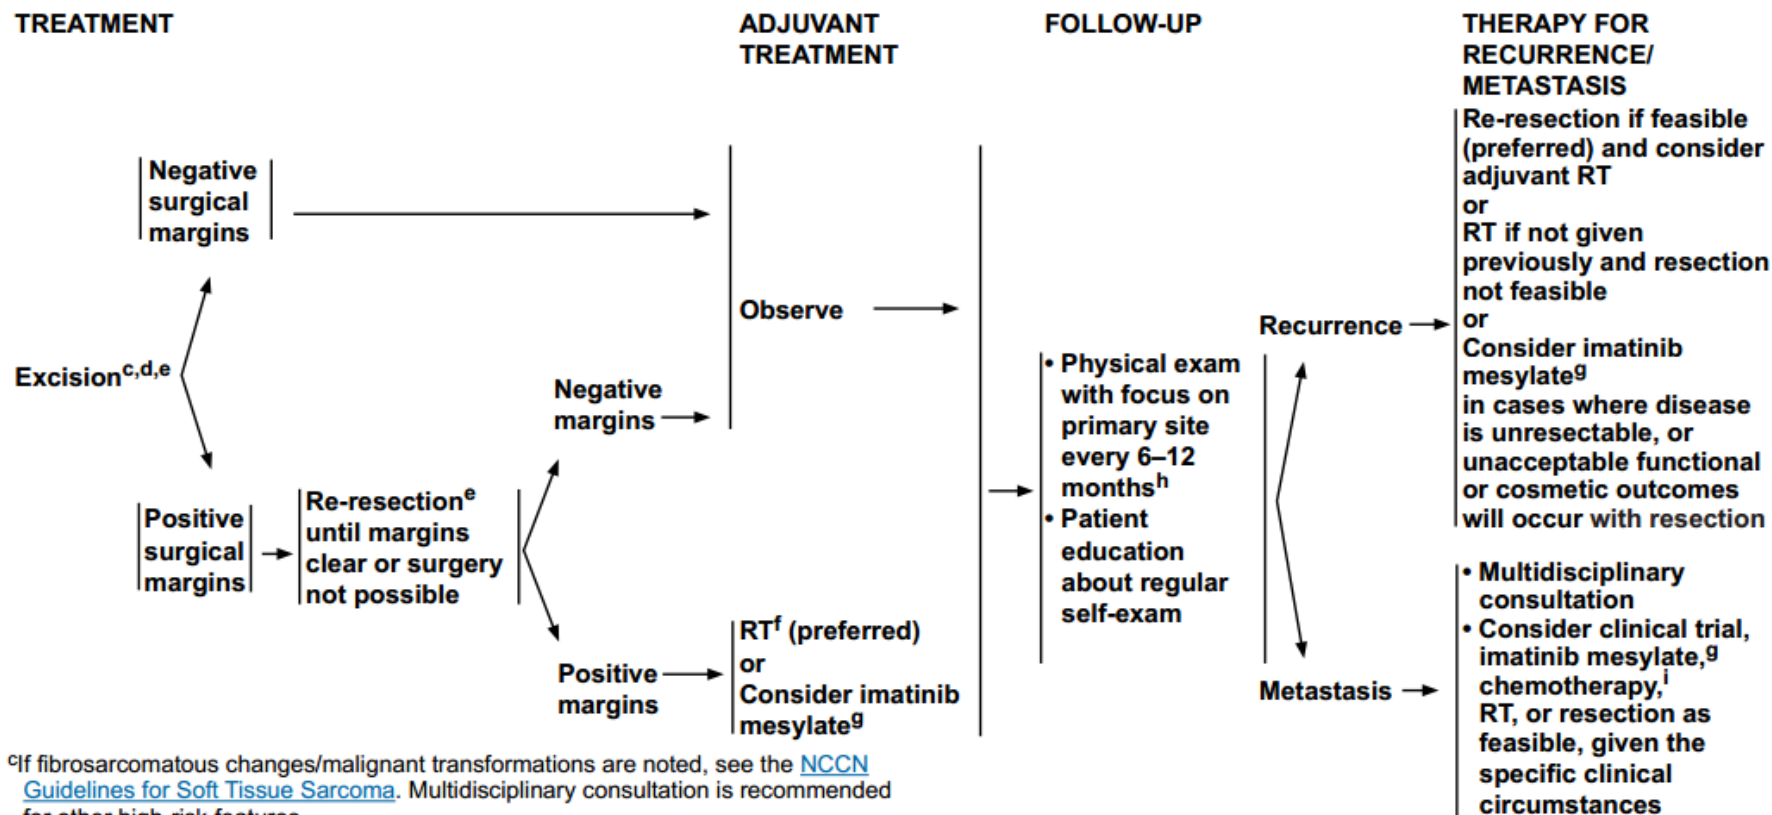 TREATMENT
ADJUVANT
TREATMENT
FOLLOW-UP
THERAPY FOR
RECURRENCE/
METASTASIS
Negative
surgical
margins
Excisionc,d,e
Positive
surgical
margins
Re-resectione
until margins
clear or surgery
not possible
Negative
margins
Positive
margins
Observe
RTf (preferred)
or
Consider imatinib
mesylateg
• Physical exam
with focus on
primary site
every 6–12
monthsh
• Patient
education
about regular
self-exam
Recurrence
Metastasis
Re-resection if feasible
(preferred) and consider
adjuvant RT
or
RT if not given
previously and resection
not feasible
or
Consider imatinib
mesylateg
in cases where disease
is unresectable, or
unacceptable functional
or cosmetic outcomes
will occur with resection
• Multidisciplinary
consultation
• Consider clinical trial,
imatinib mesylate,g
chemotherapy,i
RT, or resection as
feasible, given the
specific clinical
circumstances
cIf fibrosarcomatous changes/malignant transformations are noted, see the NCCN
Guidelines for Soft Tissue Sarcoma. Multidisciplinary consultation is recommended
for other high-risk features